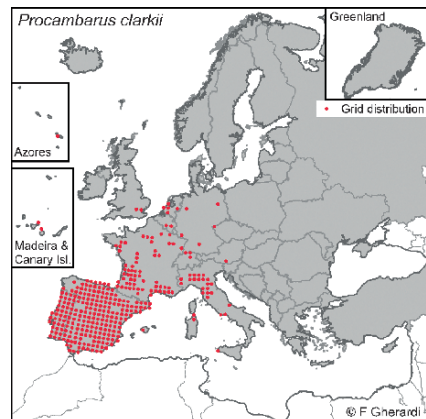 Procambarus clarkii
Greenland
Grid distribution
Azores
Madeira &
Canary Isl.
© F Gherardi